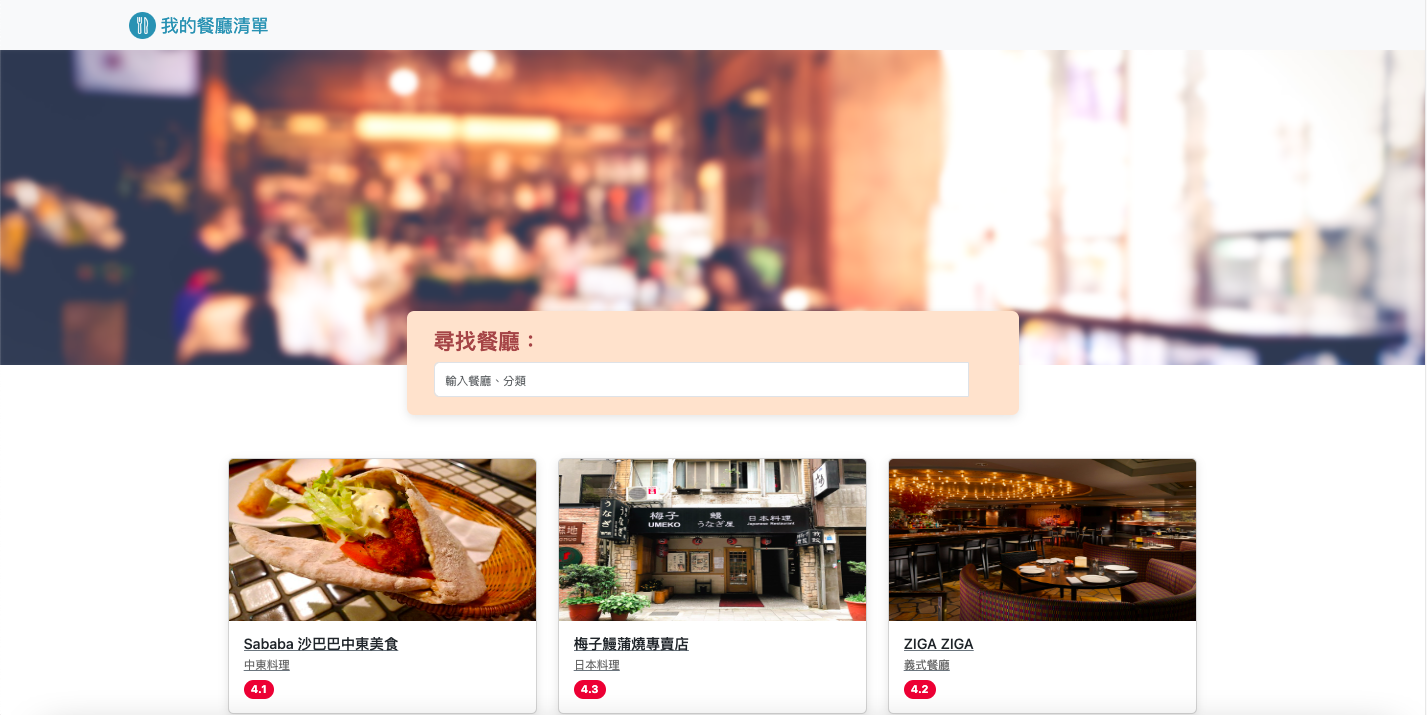 我的餐廳清單
尋找餐廳：
輸入餐廳、分類
梅子 鰻 日本料理
UMEKO うなぎ屋 Japanese Restaurant
うなぎ
Sababa 沙巴巴中東美食
中東料理
4.1
梅子鰻蒲燒專賣店
日本料理
4.3
ZIGA ZIGA
義式餐廳
4.2